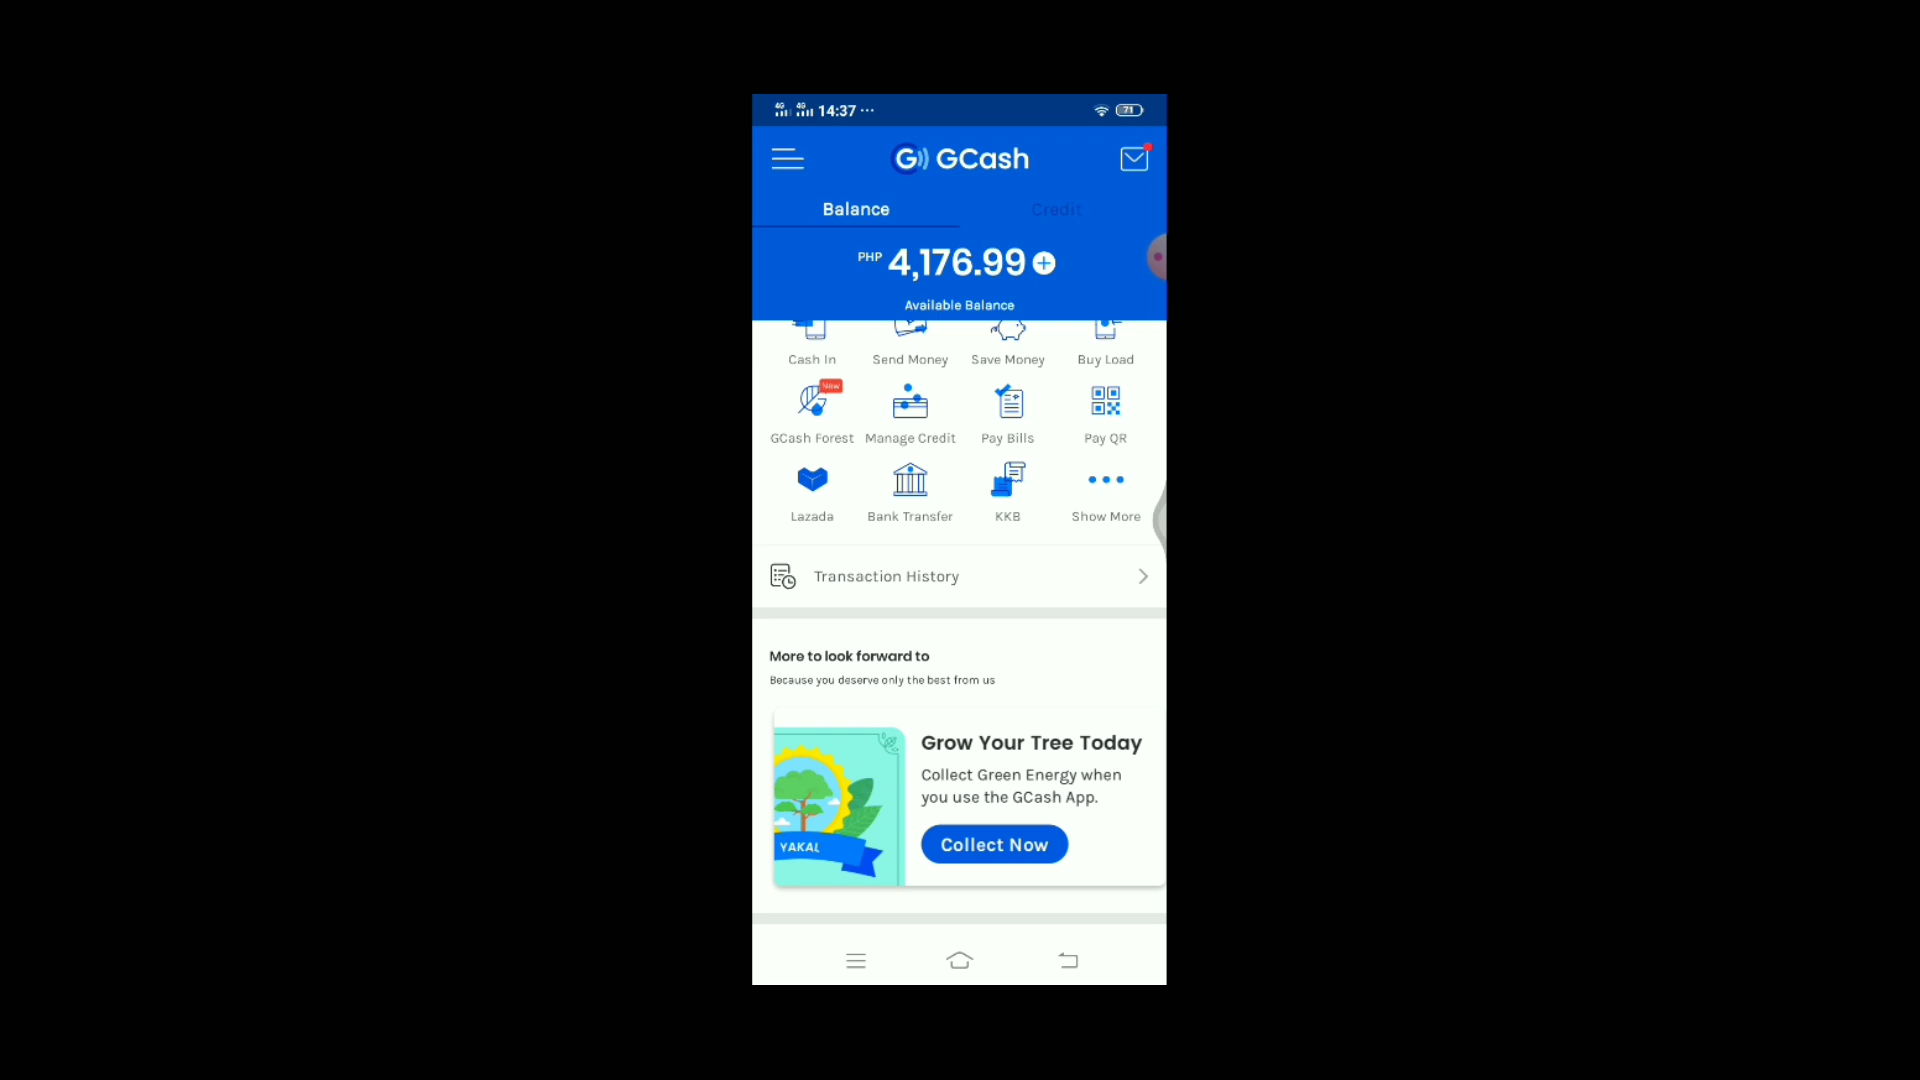 4G 4G 14:37 ... 71
G GCash
Balance Credit
PHP 4,176.99
Available Balance
Cash In Send Money Save Money Buy Load
New
GCash Forest Manage Credit Pay Bills Pay QR
Lazada Bank Transfer KKB Show More
Transaction History
More to look forward to
Because you deserve only the best from us
Grow Your Tree Today
Collect Green Energy when
you use the GCash App.
YAKAL
Collect Now